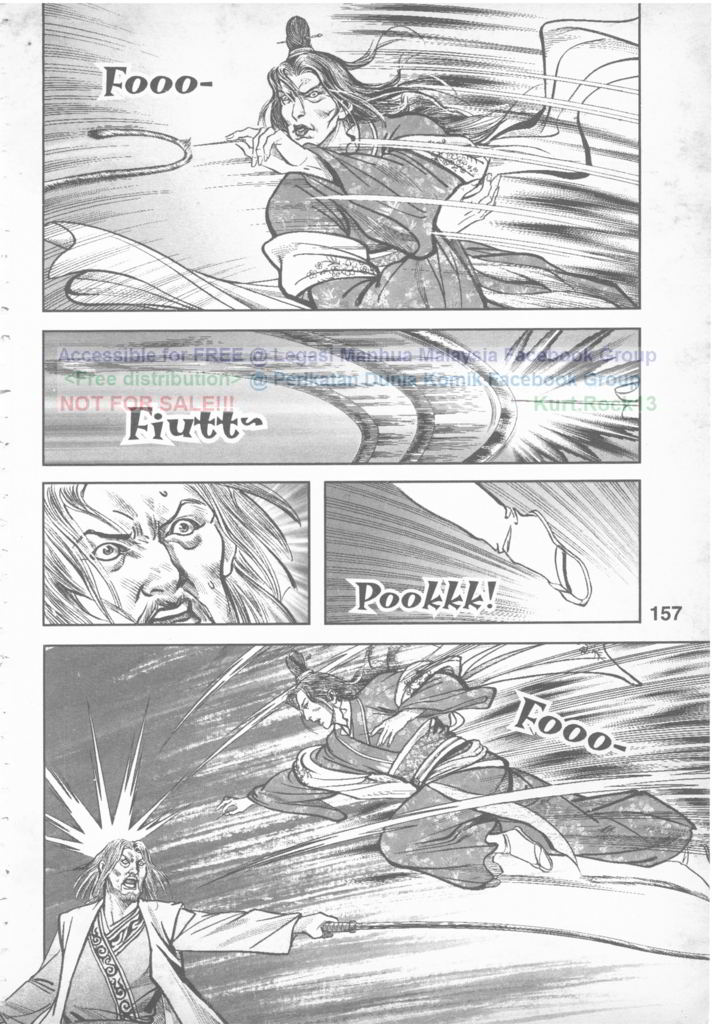 Fooo-
Accessible for FREE @ Legasi Manhua Malaysia Facebook Group
<Free distribution> @ Perikatan Dunia Komik Facebook Group
NOT FOR SALE!!!
Kurt.Rock13
Fiutt~
Pookkk!
157
Fooo-